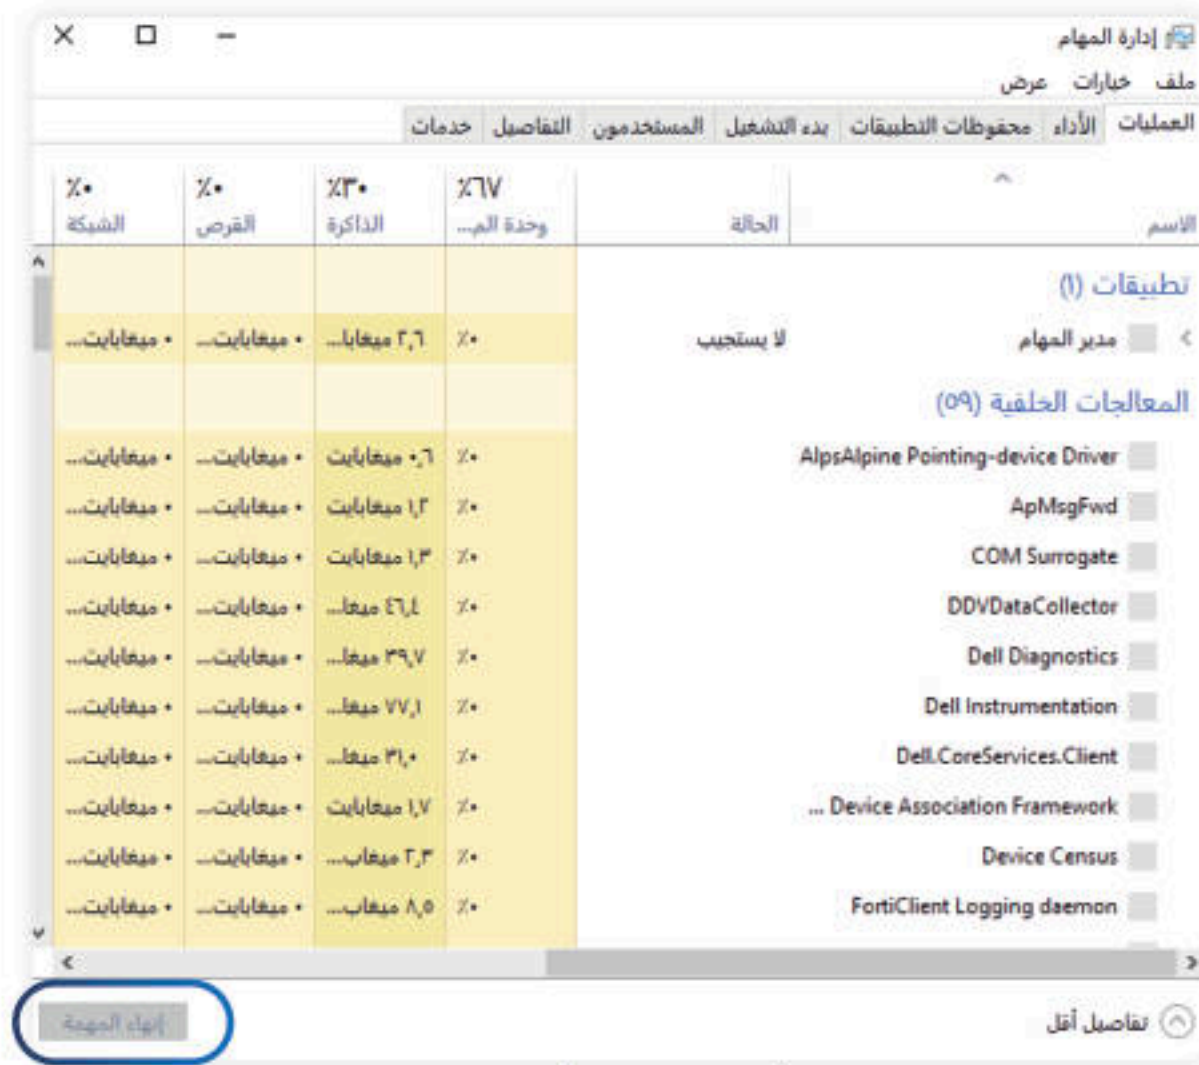 إدارة المهام
ملف خيارات عرض
العمليات الأداء محفوظات التطبيقات بدء التشغيل المستخدمون التفاصيل خدمات
٪٦٧ ٪٣٠ ٪٠ ٪٠
الاسم الحالة وحدة الم... الذاكرة القرص الشبكة
تطبيقات (١)
مدير المهام لا يستجيب ٪٠ ٢,٦ ميغابا... ٠ ميغابايت... ٠ ميغابايت...
المعالجات الخلفية (٥٩)
AlpsAlpine Pointing-device Driver ٪٠ ٠,٦ ميغابايت ٠ ميغابايت... ٠ ميغابايت...
ApMsgFwd ٪٠ ١,٢ ميغابايت ٠ ميغابايت... ٠ ميغابايت...
COM Surrogate ٪٠ ١,٣ ميغابايت ٠ ميغابايت... ٠ ميغابايت...
DDVDataCollector ٪٠ ٤٦,٤ ميغا... ٠ ميغابايت... ٠ ميغابايت...
Dell Diagnostics ٪٠ ٣٩,٧ ميغا... ٠ ميغابايت... ٠ ميغابايت...
Dell Instrumentation ٪٠ ٧٧,١ ميغا... ٠ ميغابايت... ٠ ميغابايت...
Dell.CoreServices.Client ٪٠ ٣١,٠ ميغا... ٠ ميغابايت... ٠ ميغابايت...
Device Association Framework ... ٪٠ ١,٧ ميغابايت ٠ ميغابايت... ٠ ميغابايت...
Device Census ٪٠ ٢,٣ ميغاب... ٠ ميغابايت... ٠ ميغابايت...
FortiClient Logging daemon ٪٠ ٨,٥ ميغاب... ٠ ميغابايت... ٠ ميغابايت...
تفاصيل أقل إنهاء المهمة